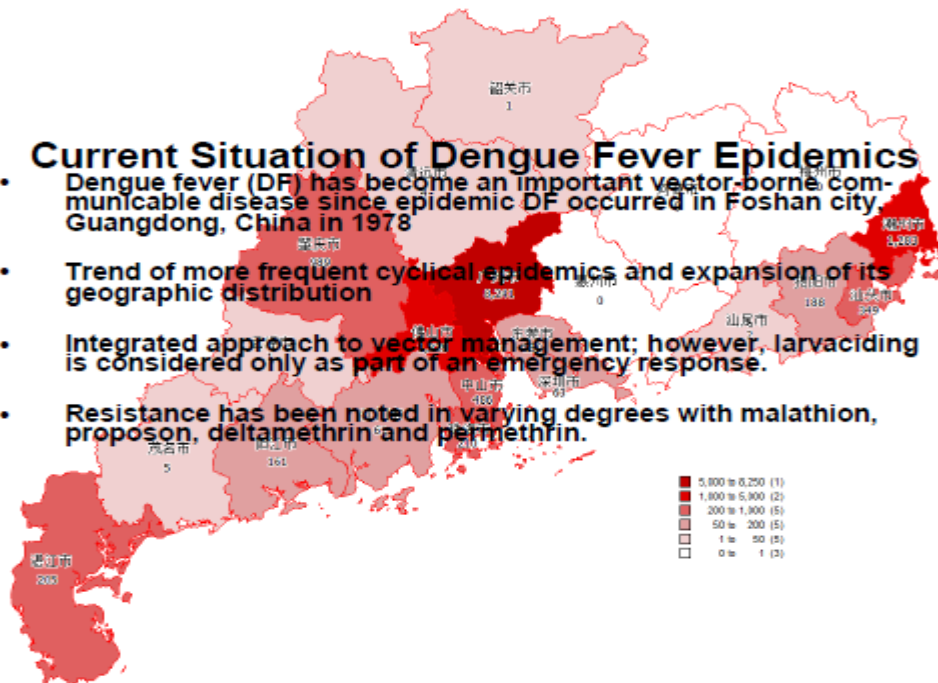 韶关市
1
Current Situation of Dengue Fever Epidemics
• Dengue fever (DF) has become an important vector-borne com-
municable disease since epidemic DF occurred in Foshan city,
Guangdong, China in 1978
潮州市
1,283
肇庆市
• Trend of more frequent cyclical epidemics and expansion of its
geographic distribution
惠州市
0
揭阳市
188
汕头市
349
汕尾市
2
佛山市
东莞市
• Integrated approach to vector management; however, larvaciding
is considered only as part of an emergency response.
深圳市
63
中山市
486
• Resistance has been noted in varying degrees with malathion,
proposon, deltamethrin and permethrin.
茂名市
5
阳江市
161
5,000 to 8,250 (1)
1,000 to 5,000 (2)
200 to 1,000 (5)
50 to 200 (5)
1 to 50 (5)
0 to 1 (3)
湛江市